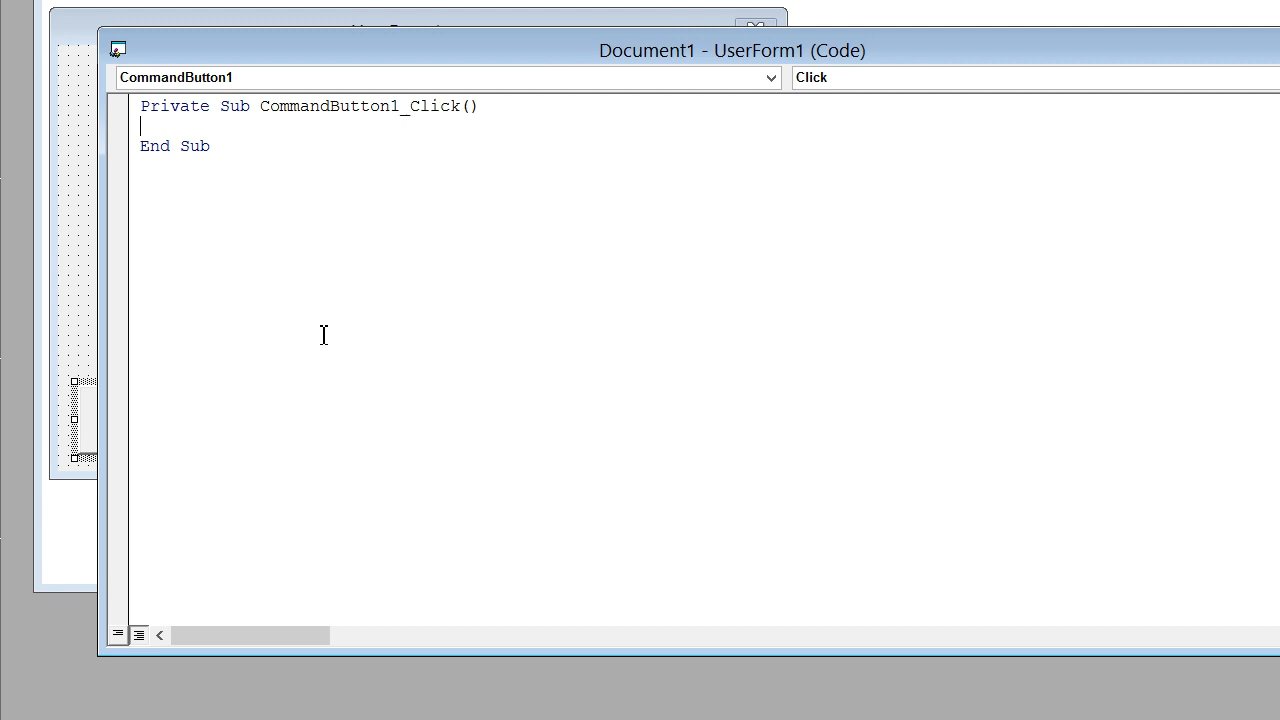 Document1 - UserForm1 (Code)
CommandButton1
Click
Private Sub CommandButton1_Click()
End Sub